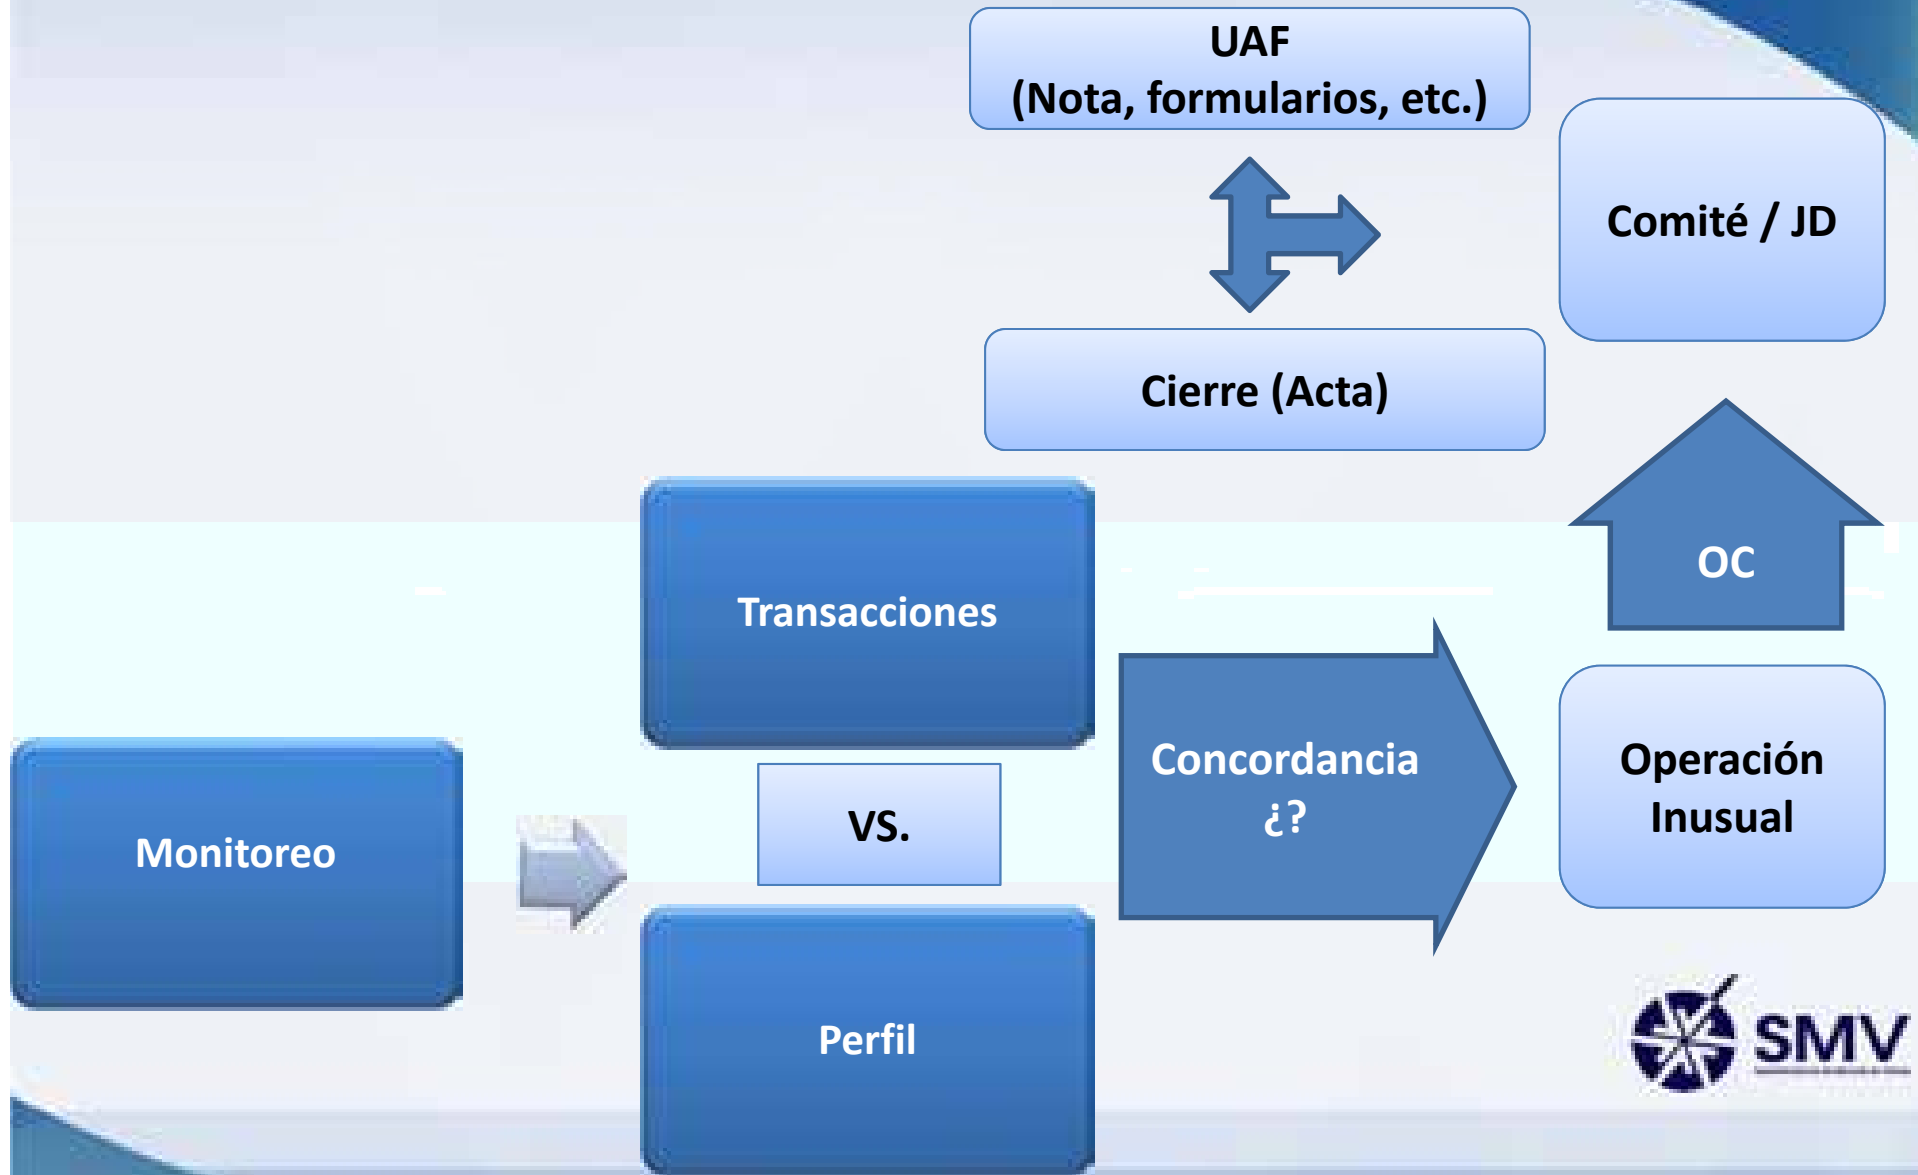 UAF
(Nota, formularios, etc.)
Comité / JD
Cierre (Acta)
OC
Transacciones
Concordancia
¿?
Operación
Inusual
VS.
Monitoreo
Perfil
SMV